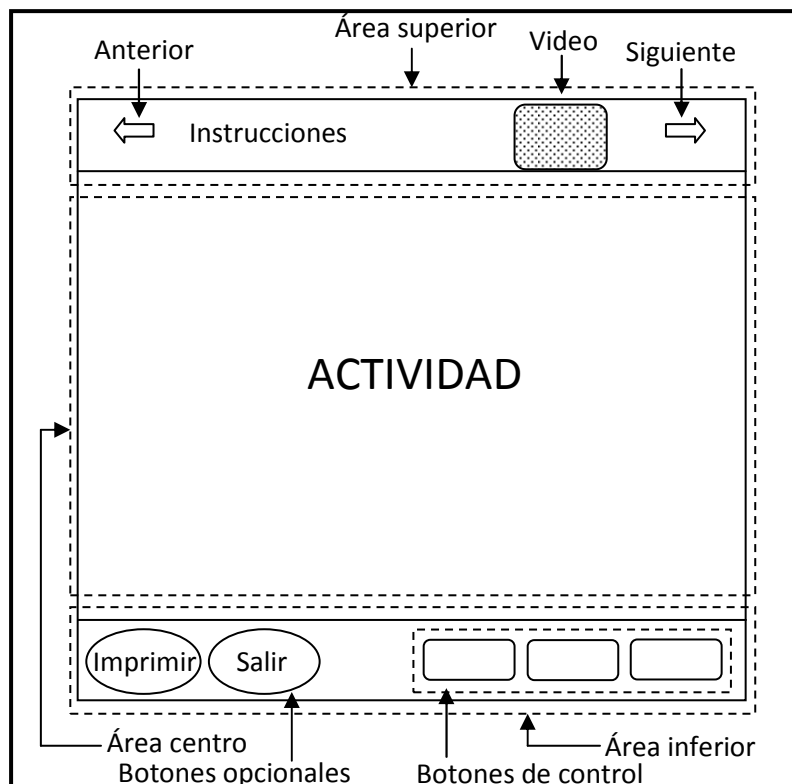 Área superior
Anterior
Video
Siguiente
Instrucciones
ACTIVIDAD
Imprimir
Salir
Área centro
Área inferior
Botones opcionales
Botones de control